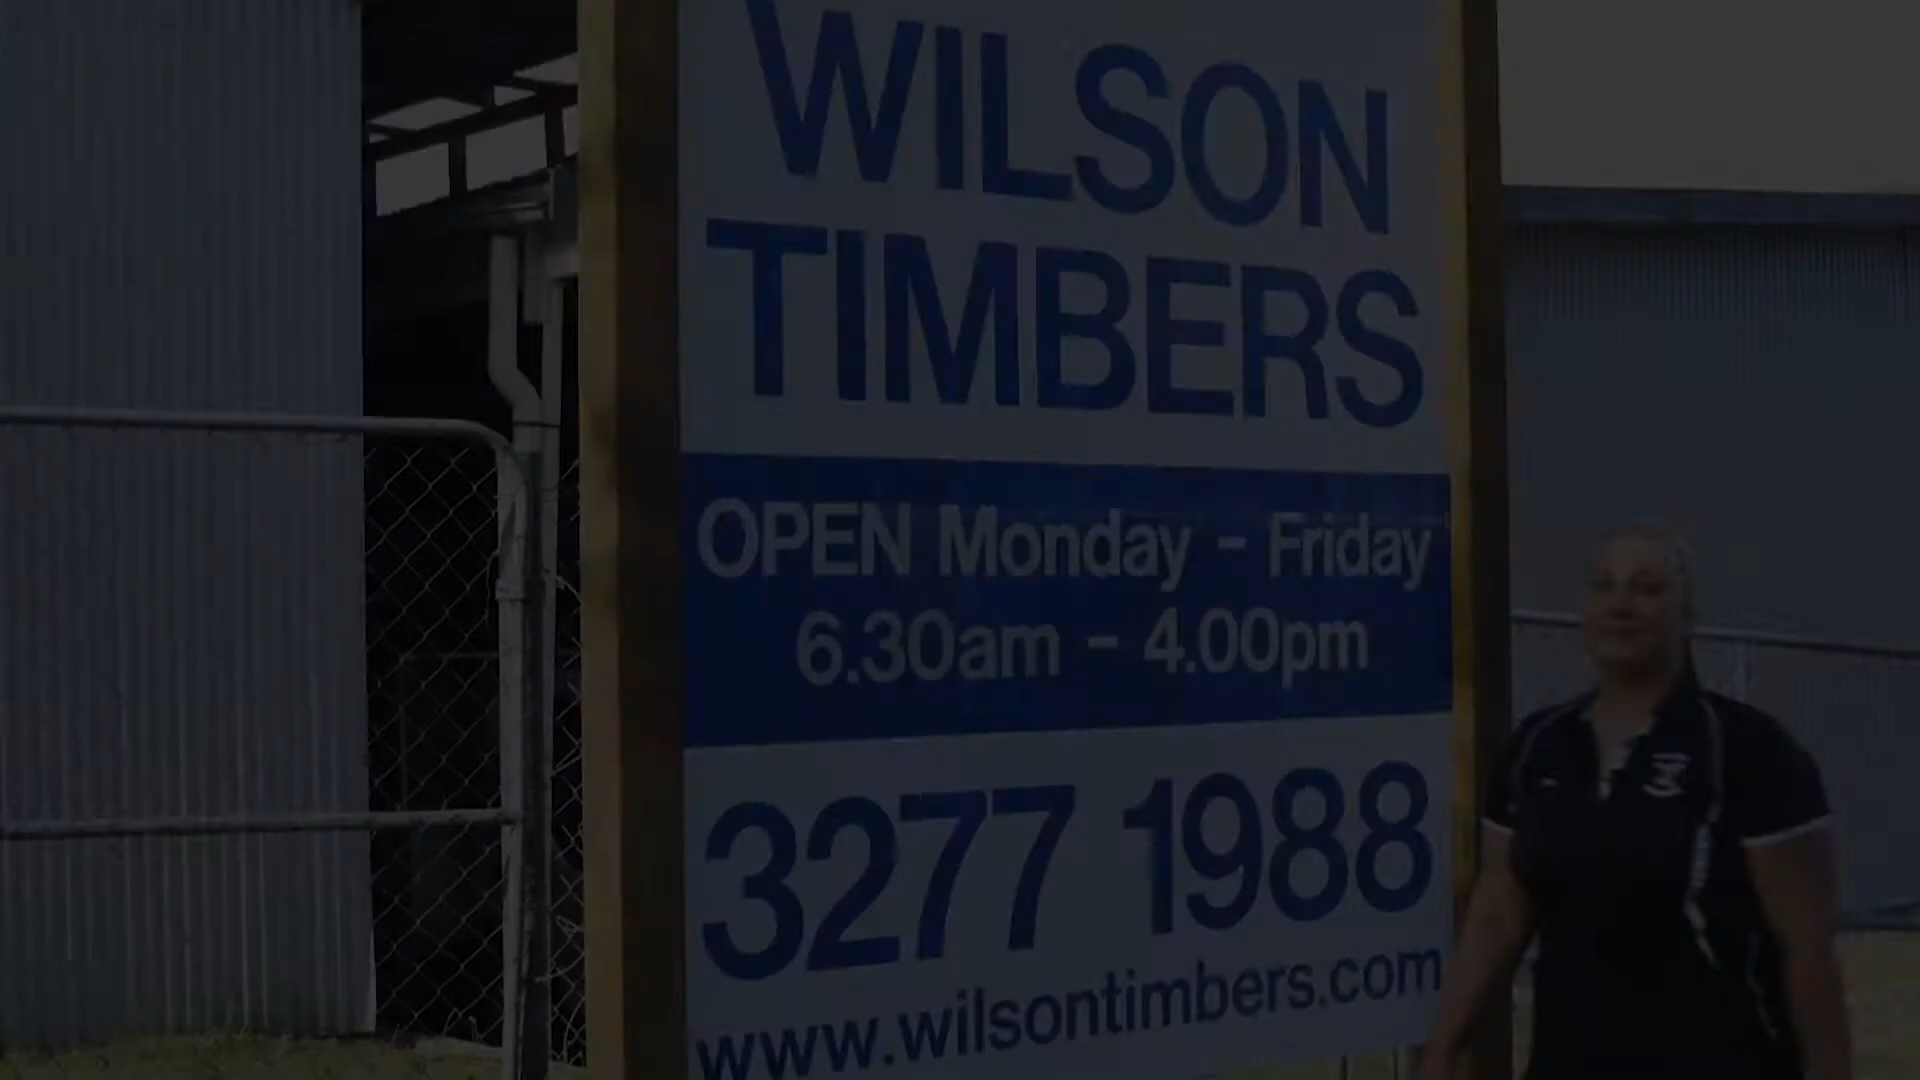 WILSON
TIMBERS
OPEN Monday - Friday
6.30am - 4.00pm
3277 1988
www.wilsontimbers.com